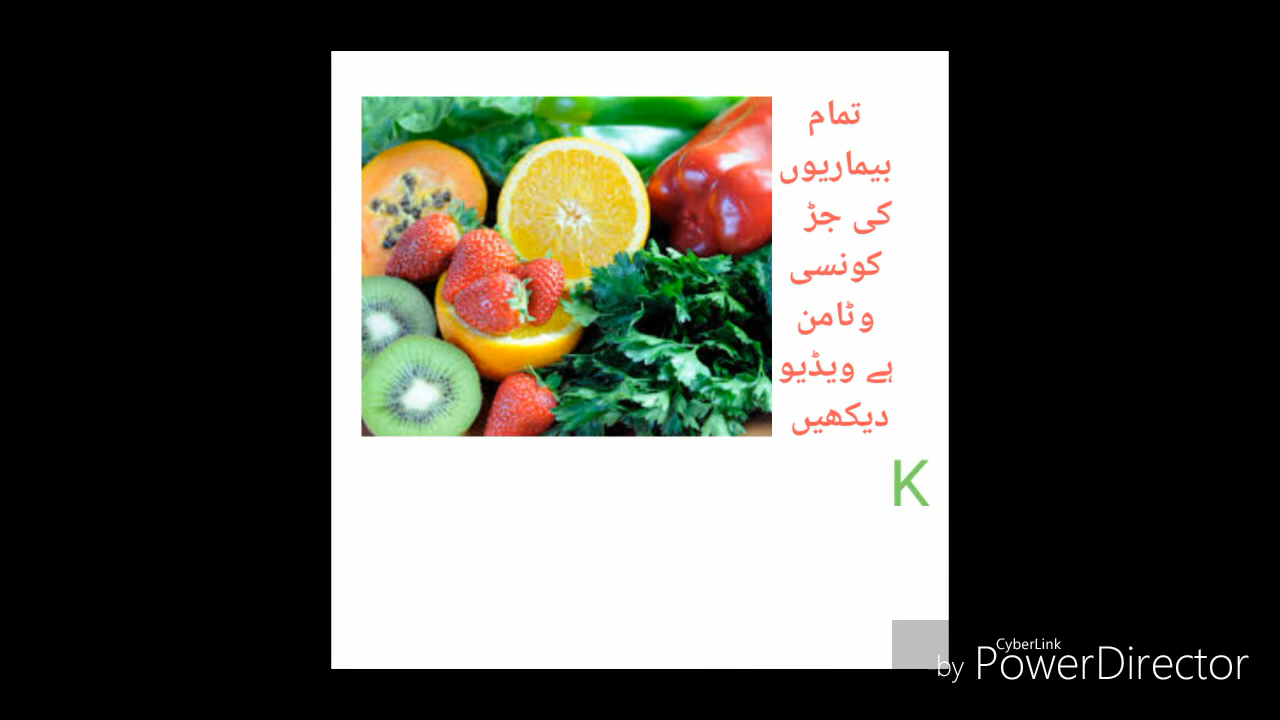 تمام
بیماریوں
کی جڑ
کونسی
وٹامن
ہے ویڈیو
دیکھیں
K
CyberLink
by PowerDirector